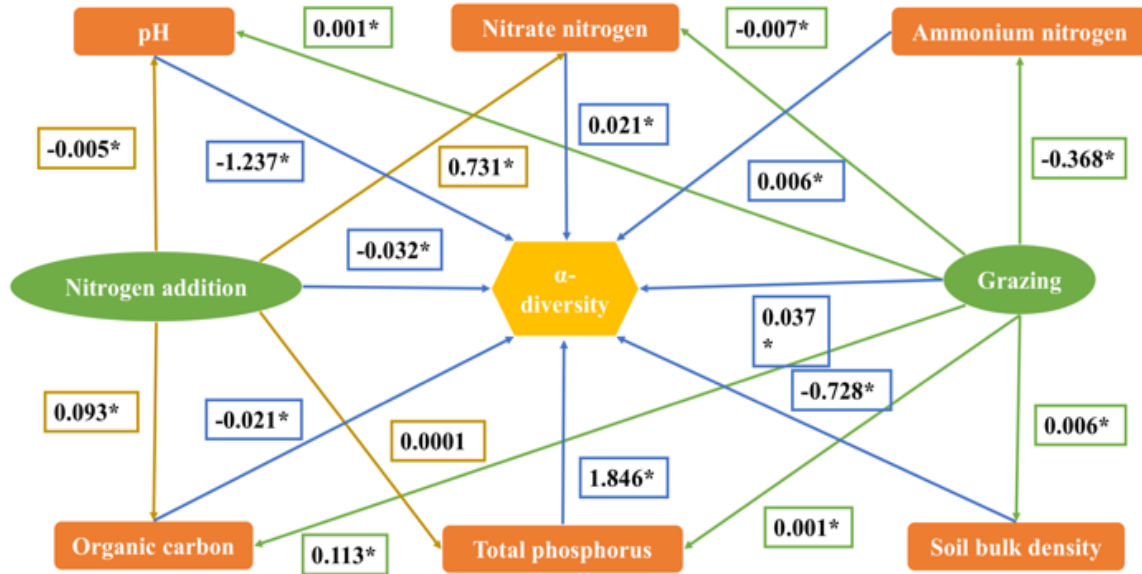 pH
0.001*
Nitrate nitrogen
-0.007*
Ammonium nitrogen
-0.005*
-1.237*
0.731*
0.021*
0.006*
-0.368*
Nitrogen addition
-0.032*
α-
diversity
Grazing
0.037
*
0.093*
-0.021*
0.0001
-0.728*
0.006*
1.846*
Organic carbon
0.113*
Total phosphorus
0.001*
Soil bulk density